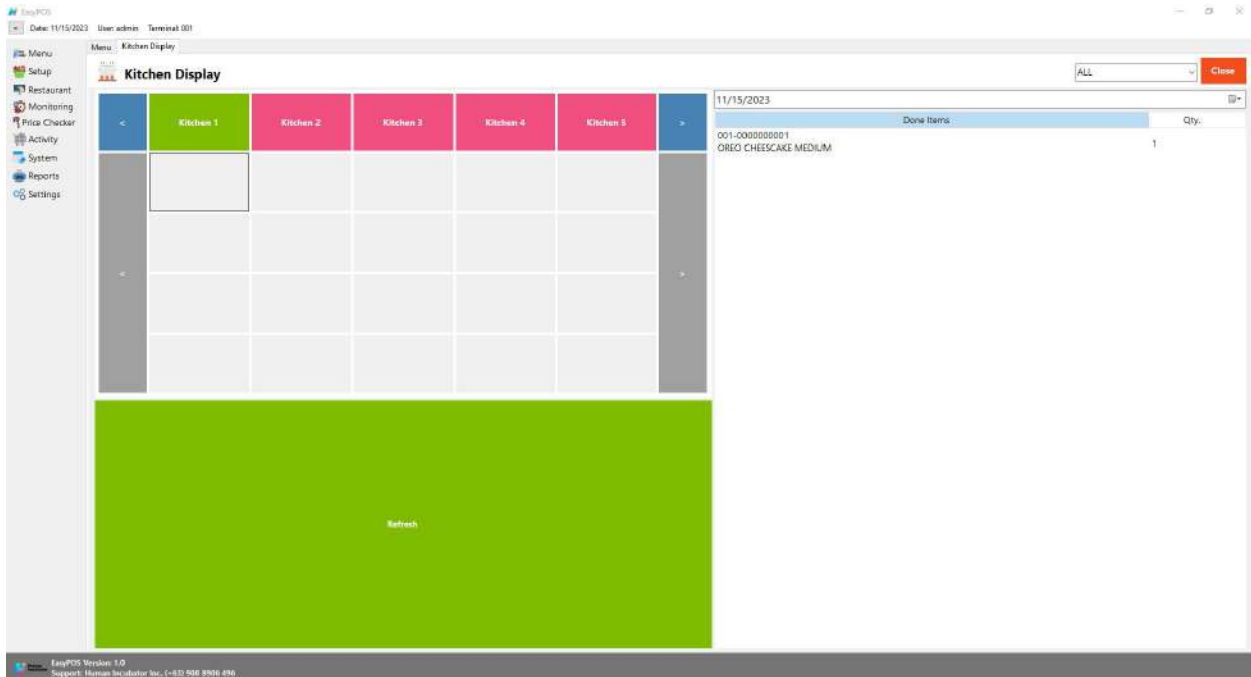 EasyPOS
Date: 11/15/2023 User: admin Terminal: 001
Menu
Setup
Restaurant
Monitoring
Price Checker
Activity
System
Reports
Settings
Menu Kitchen Display
Kitchen Display
ALL
Close
< Kitchen 1 Kitchen 2 Kitchen 3 Kitchen 4 Kitchen 5 >
< >
Refresh
11/15/2023
Done Items Qty.
001-0000000001
OREO CHEESCAKE MEDIUM 1
EasyPOS Version: 1.0
Support: Human Incubator Inc. (+63) 900 8906 496